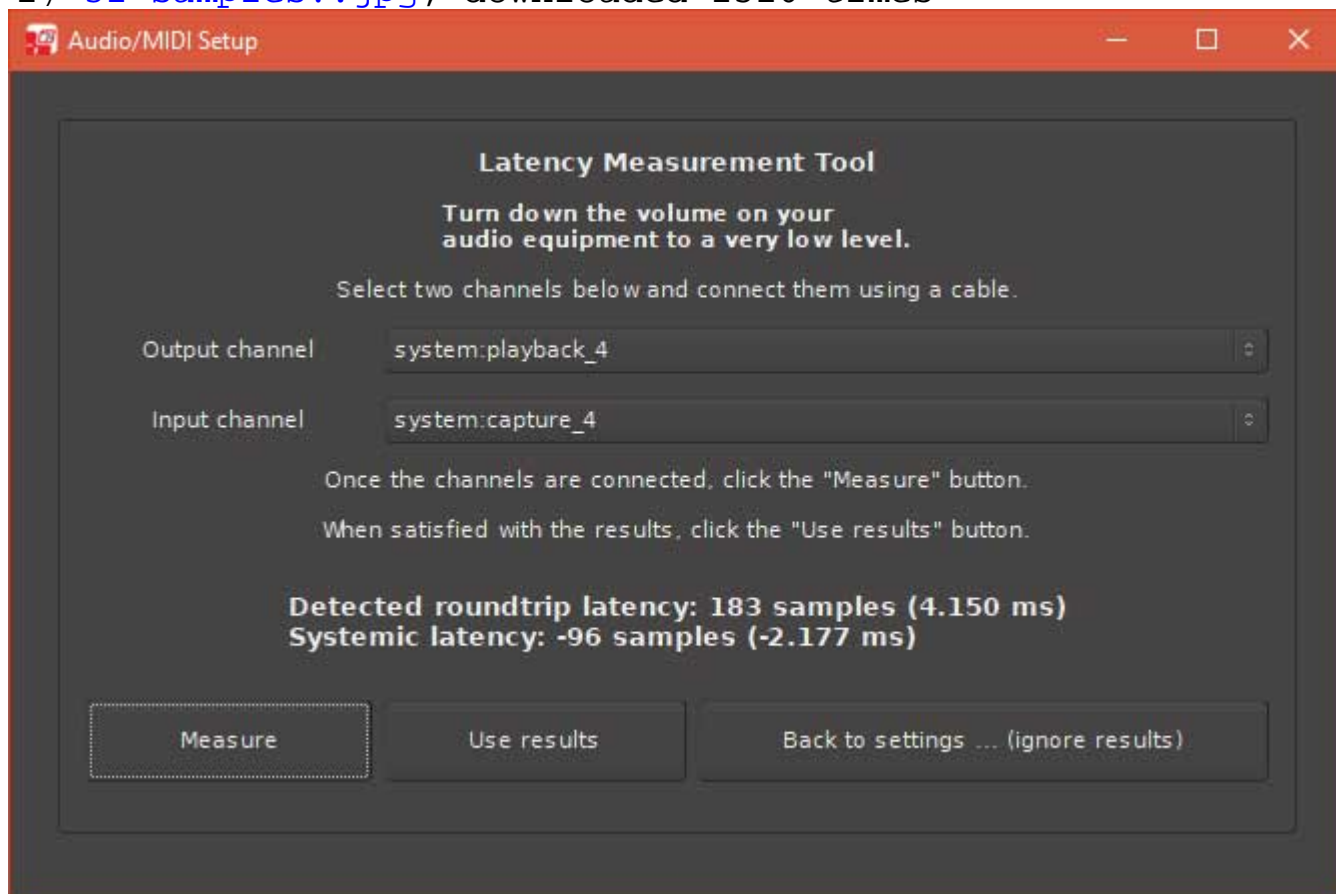 Audio/MIDI Setup
Latency Measurement Tool
Turn down the volume on your
audio equipment to a very low level.
Select two channels below and connect them using a cable.
Output channel system:playback_4
Input channel system:capture_4
Once the channels are connected, click the "Measure" button.
When satisfied with the results, click the "Use results" button.
Detected roundtrip latency: 183 samples (4.150 ms)
Systemic latency: -96 samples (-2.177 ms)
Measure Use results Back to settings ... (ignore results)